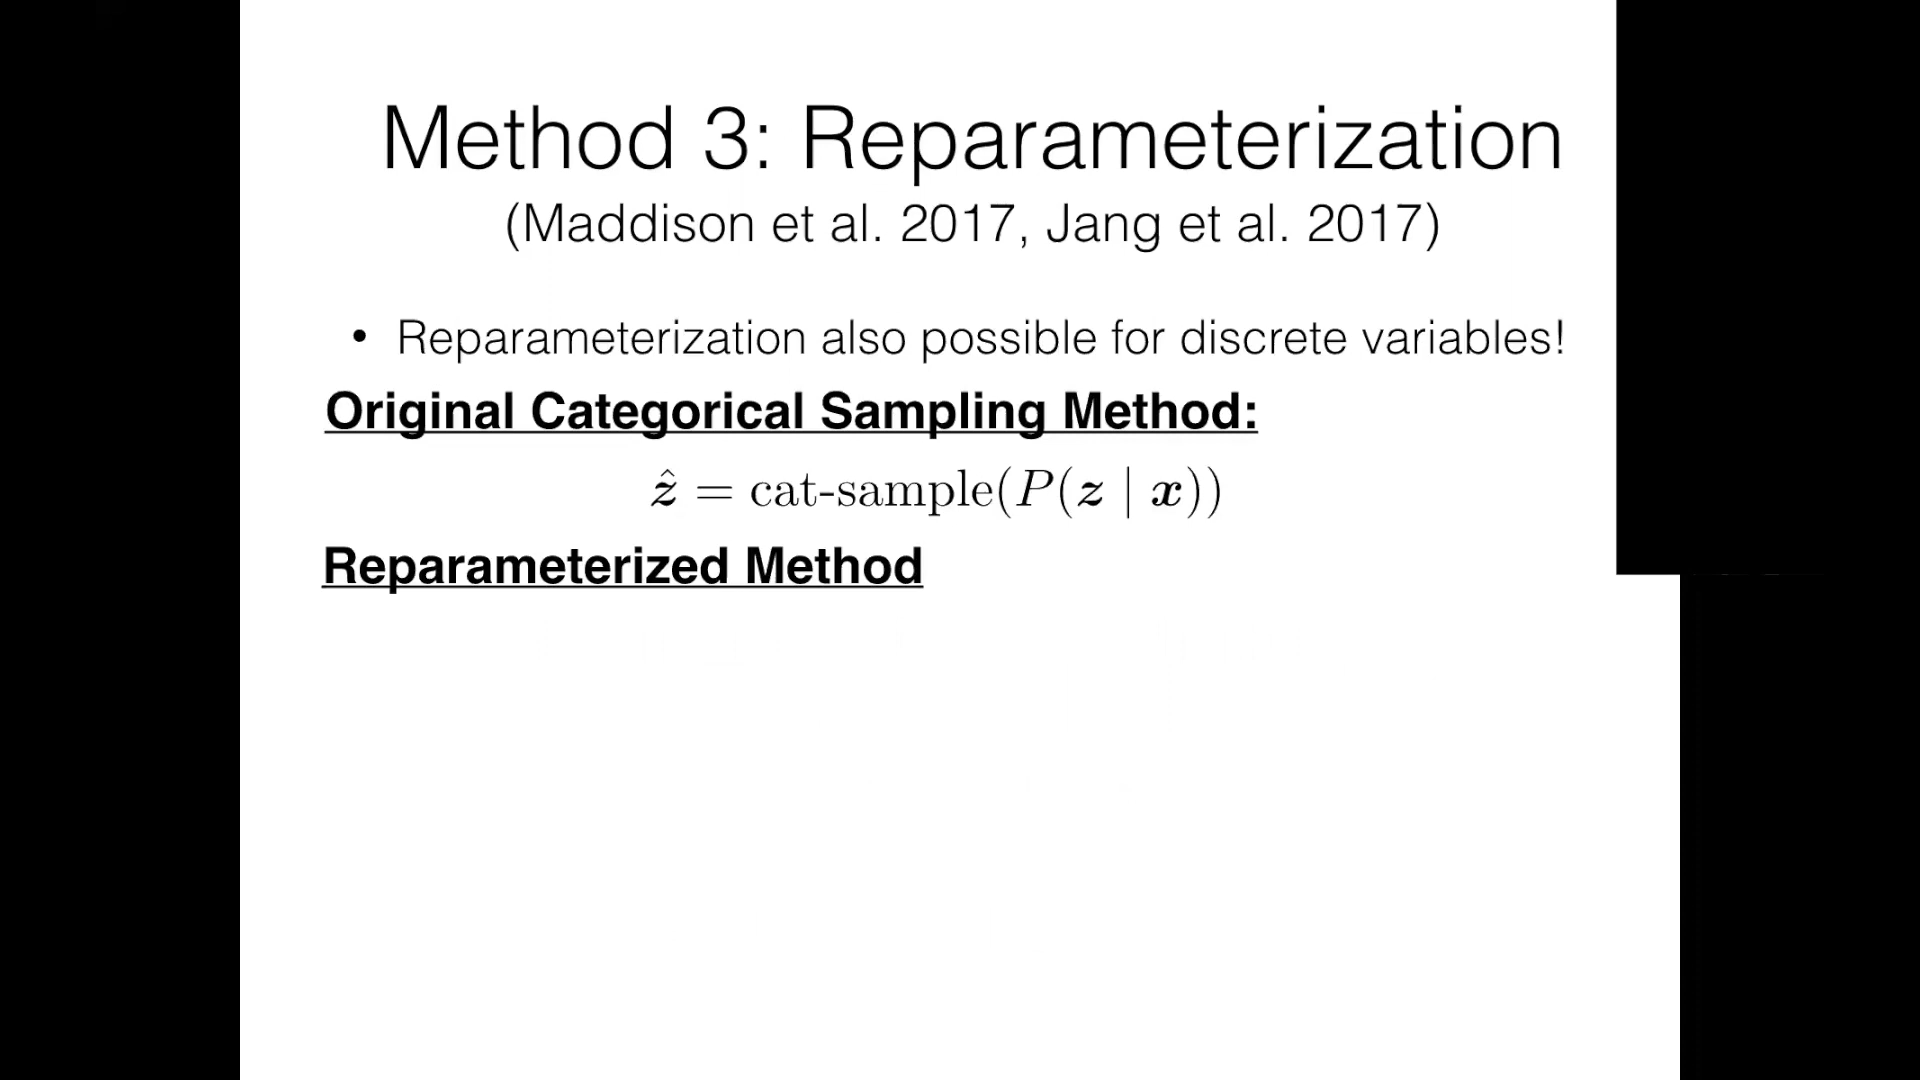 Method 3: Reparameterization
(Maddison et al. 2017, Jang et al. 2017)
• Reparameterization also possible for discrete variables!
Original Categorical Sampling Method:
ẑ = cat-sample(P(z | x))
Reparameterized Method